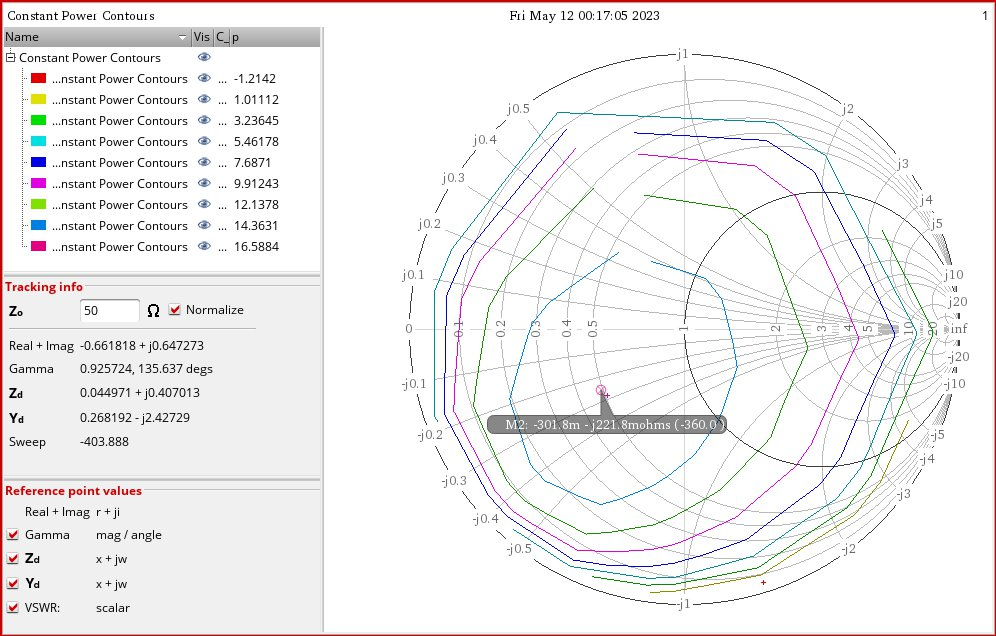 Constant Power Contours
Fri May 12 00:17:05 2023
1
Name Vis C_ p
Constant Power Contours
...nstant Power Contours ... -1.2142
...nstant Power Contours ... 1.01112
...nstant Power Contours ... 3.23645
...nstant Power Contours ... 5.46178
...nstant Power Contours ... 7.6871
...nstant Power Contours ... 9.91243
...nstant Power Contours ... 12.1378
...nstant Power Contours ... 14.3631
...nstant Power Contours ... 16.5884
Tracking info
Zo 50 Ω Normalize
Real + Imag -0.661818 + j0.647273
Gamma 0.925724, 135.637 degs
Zd 0.044971 + j0.407013
Yd 0.268192 - j2.42729
Sweep -403.888
Reference point values
Real + Imag r + ji
Gamma mag / angle
Zd x + jw
Yd x + jw
VSWR: scalar
j1
j0.5
j2
j0.4
j3
j0.3
j4
j0.2
j5
j0.1
j10
j20
0 0.1 0.2 0.3 0.4 0.5 1 2 3 4 5 10 20 inf
-j20
-j0.1
-j10
M2: -301.8m - j221.8mohms (-360.0 )
-j0.2
-j5
-j4
-j0.3
-j3
-j0.4
-j0.5
-j2
-j1